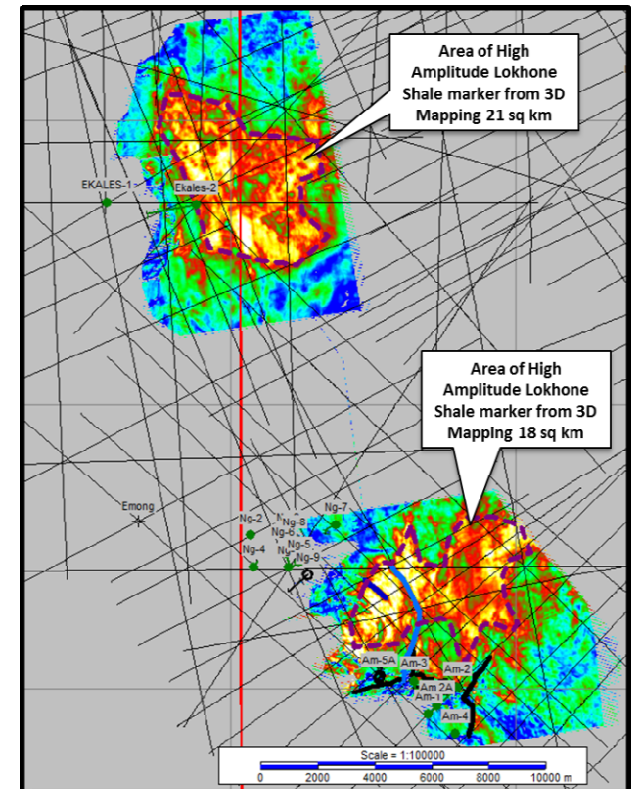 Area of High
Amplitude Lokhone
Shale marker from 3D
Mapping 21 sq km
EKALES-1
Ekales-2
Area of High
Amplitude Lokhone
Shale marker from 3D
Mapping 18 sq km
Emong
Ng-7
Ng-2
Ng-8
Ng-6
Ng-5
Ng-4
Ng-9
Am-5A
Am-3
Am-2
Am 2A
Am-1
Am-4
Scale = 1:100000
0 2000 4000 6000 8000 10000 m